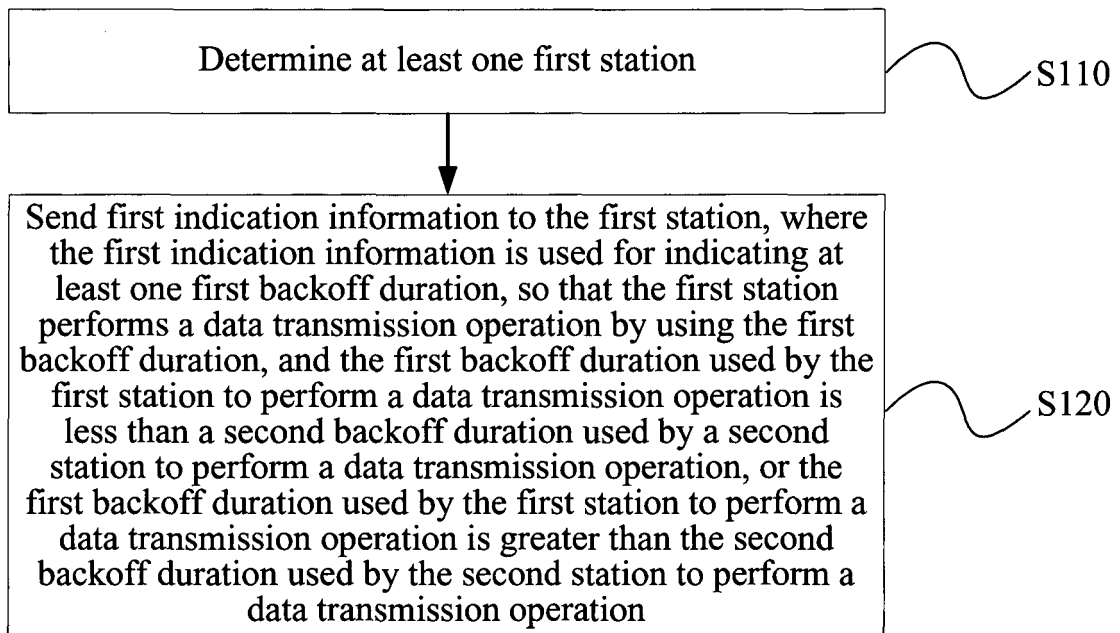 Determine at least one first station
S110
Send first indication information to the first station, where
the first indication information is used for indicating at
least one first backoff duration, so that the first station
performs a data transmission operation by using the first
backoff duration, and the first backoff duration used by the
first station to perform a data transmission operation is
less than a second backoff duration used by a second
station to perform a data transmission operation, or the
first backoff duration used by the first station to perform a
data transmission operation is greater than the second
backoff duration used by the second station to perform a
data transmission operation
S120